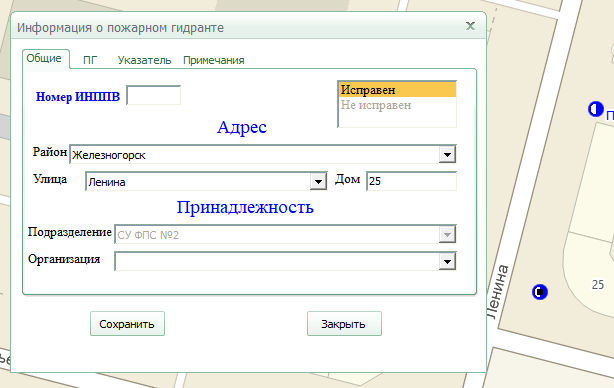 Информация о пожарном гидранте
Общие ПГ Указатель Примечания
Номер ИНППВ
Исправен
Не исправен
Адрес
Район Железногорск
Улица Ленина Дом 25
Принадлежность
Подразделение СУ ФПС №2
Организация
Сохранить Закрыть
Ленина
25
П